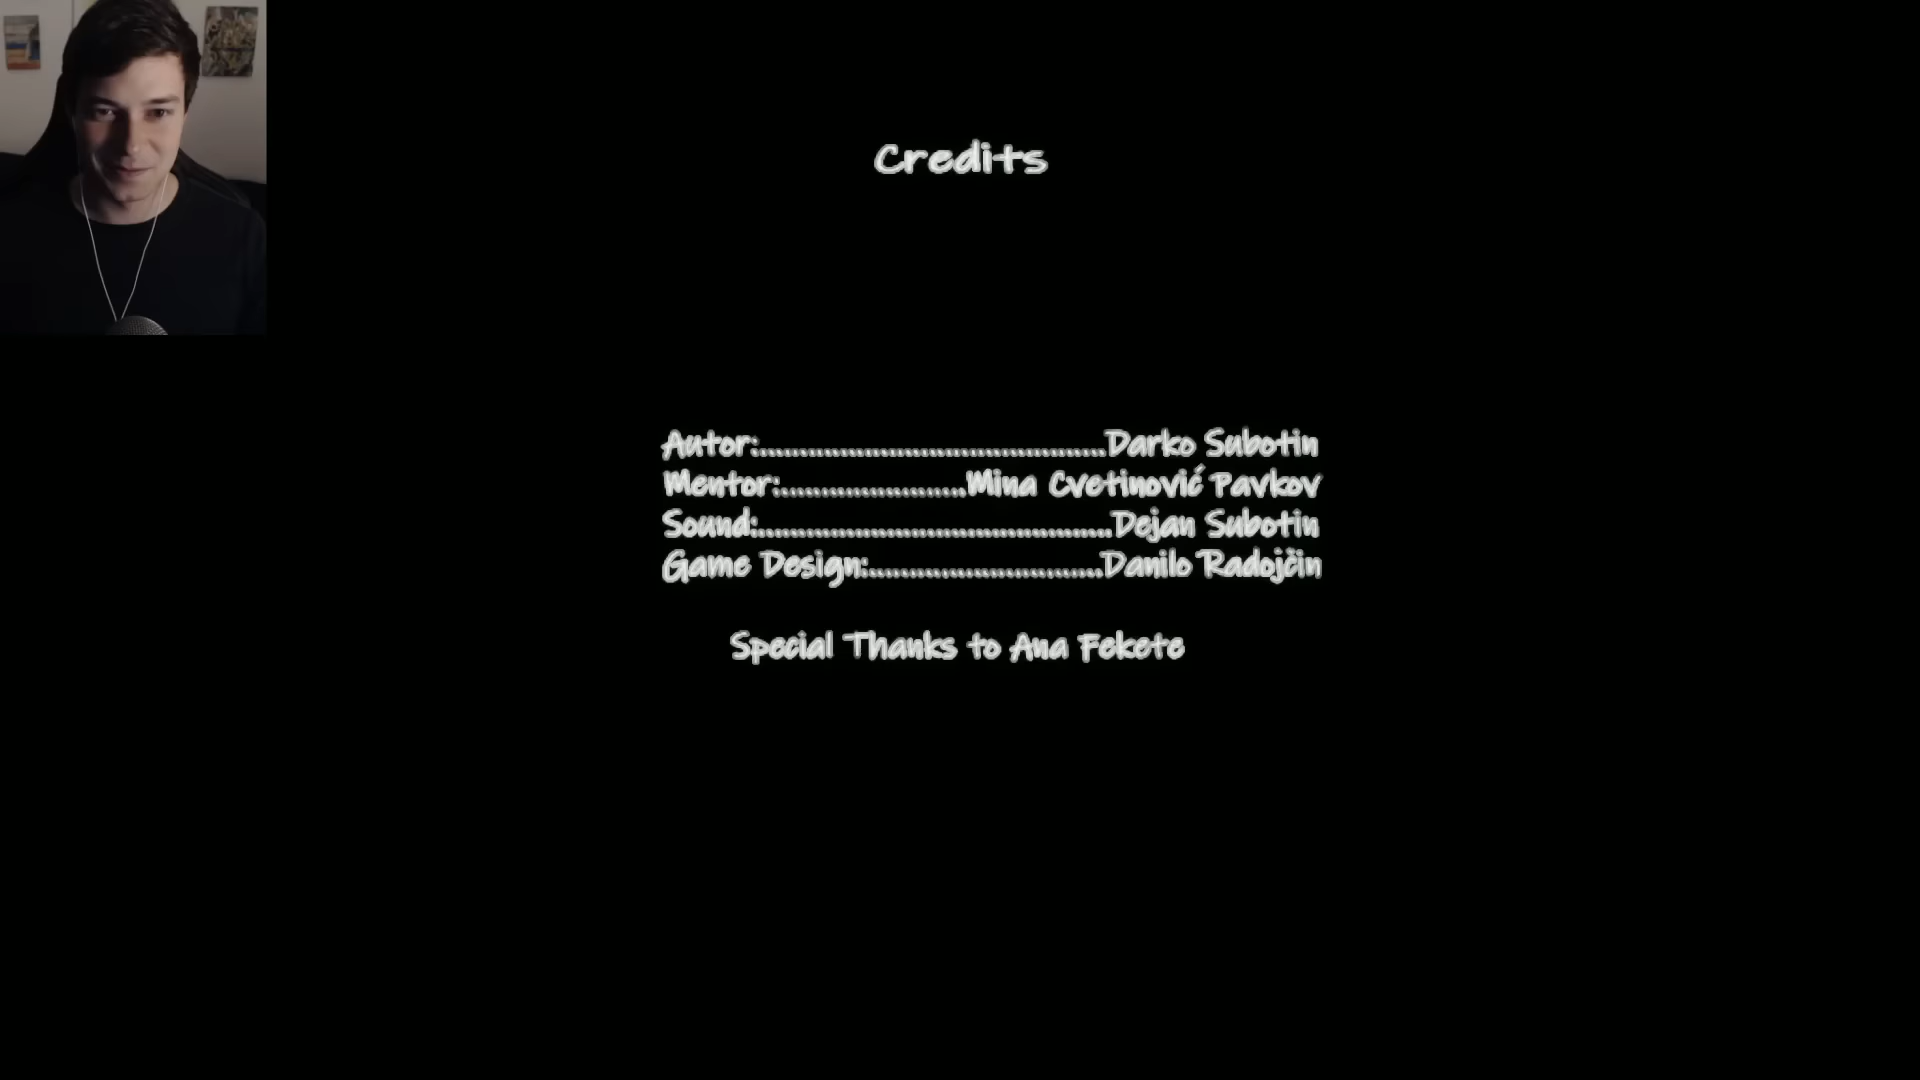 Credits
Autor:...........................................Darko Subotin
Mentor:.......................Mina Cvetinović Pavkov
Sound:............................................Dejan Subotin
Game Design:.............................Danilo Radojčin
Special Thanks to Ana Fekete